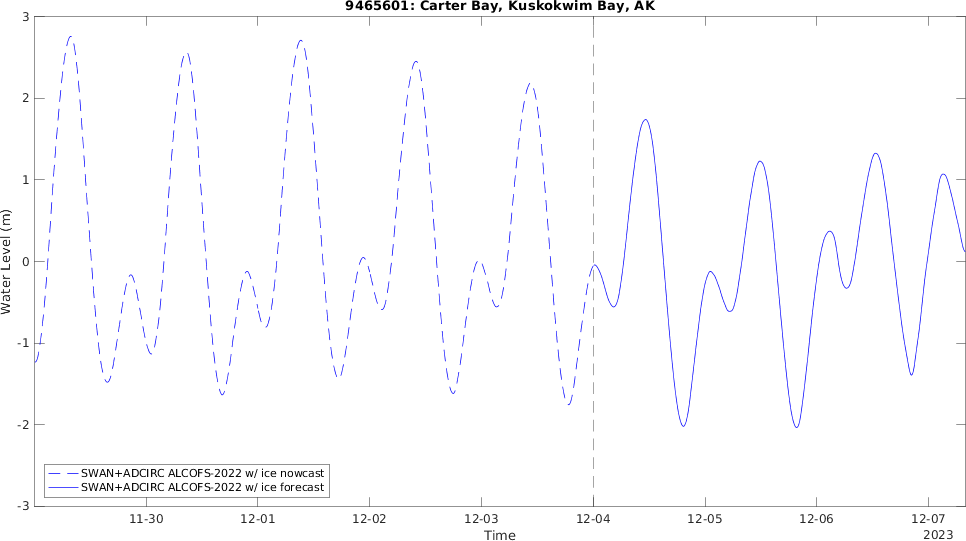 9465601: Carter Bay, Kuskokwim Bay, AK
3
2
1
0
-1
-2
-3
Water Level (m)
SWAN+ADCIRC ALCOFS-2022 w/ ice nowcast
SWAN+ADCIRC ALCOFS-2022 w/ ice forecast
11-30 12-01 12-02 12-03 12-04 12-05 12-06 12-07
Time
2023